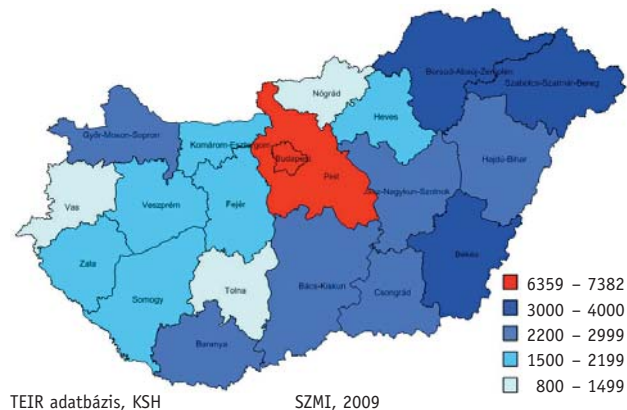 Nógrád
Borsod-Abaúj-Zemplén
Szabolcs-Szatmár-Bereg
Heves
Győr-Moson-Sopron
Komárom-Esztergom
Budapest
Pest
Hajdú-Bihar
Jász-Nagykun-Szolnok
Vas
Veszprém
Fejér
Zala
Somogy
Tolna
Bács-Kiskun
Csongrád
Békés
Baranya
6359 – 7382
3000 – 4000
2200 – 2999
1500 – 2199
800 – 1499
TEIR adatbázis, KSH SZMI, 2009